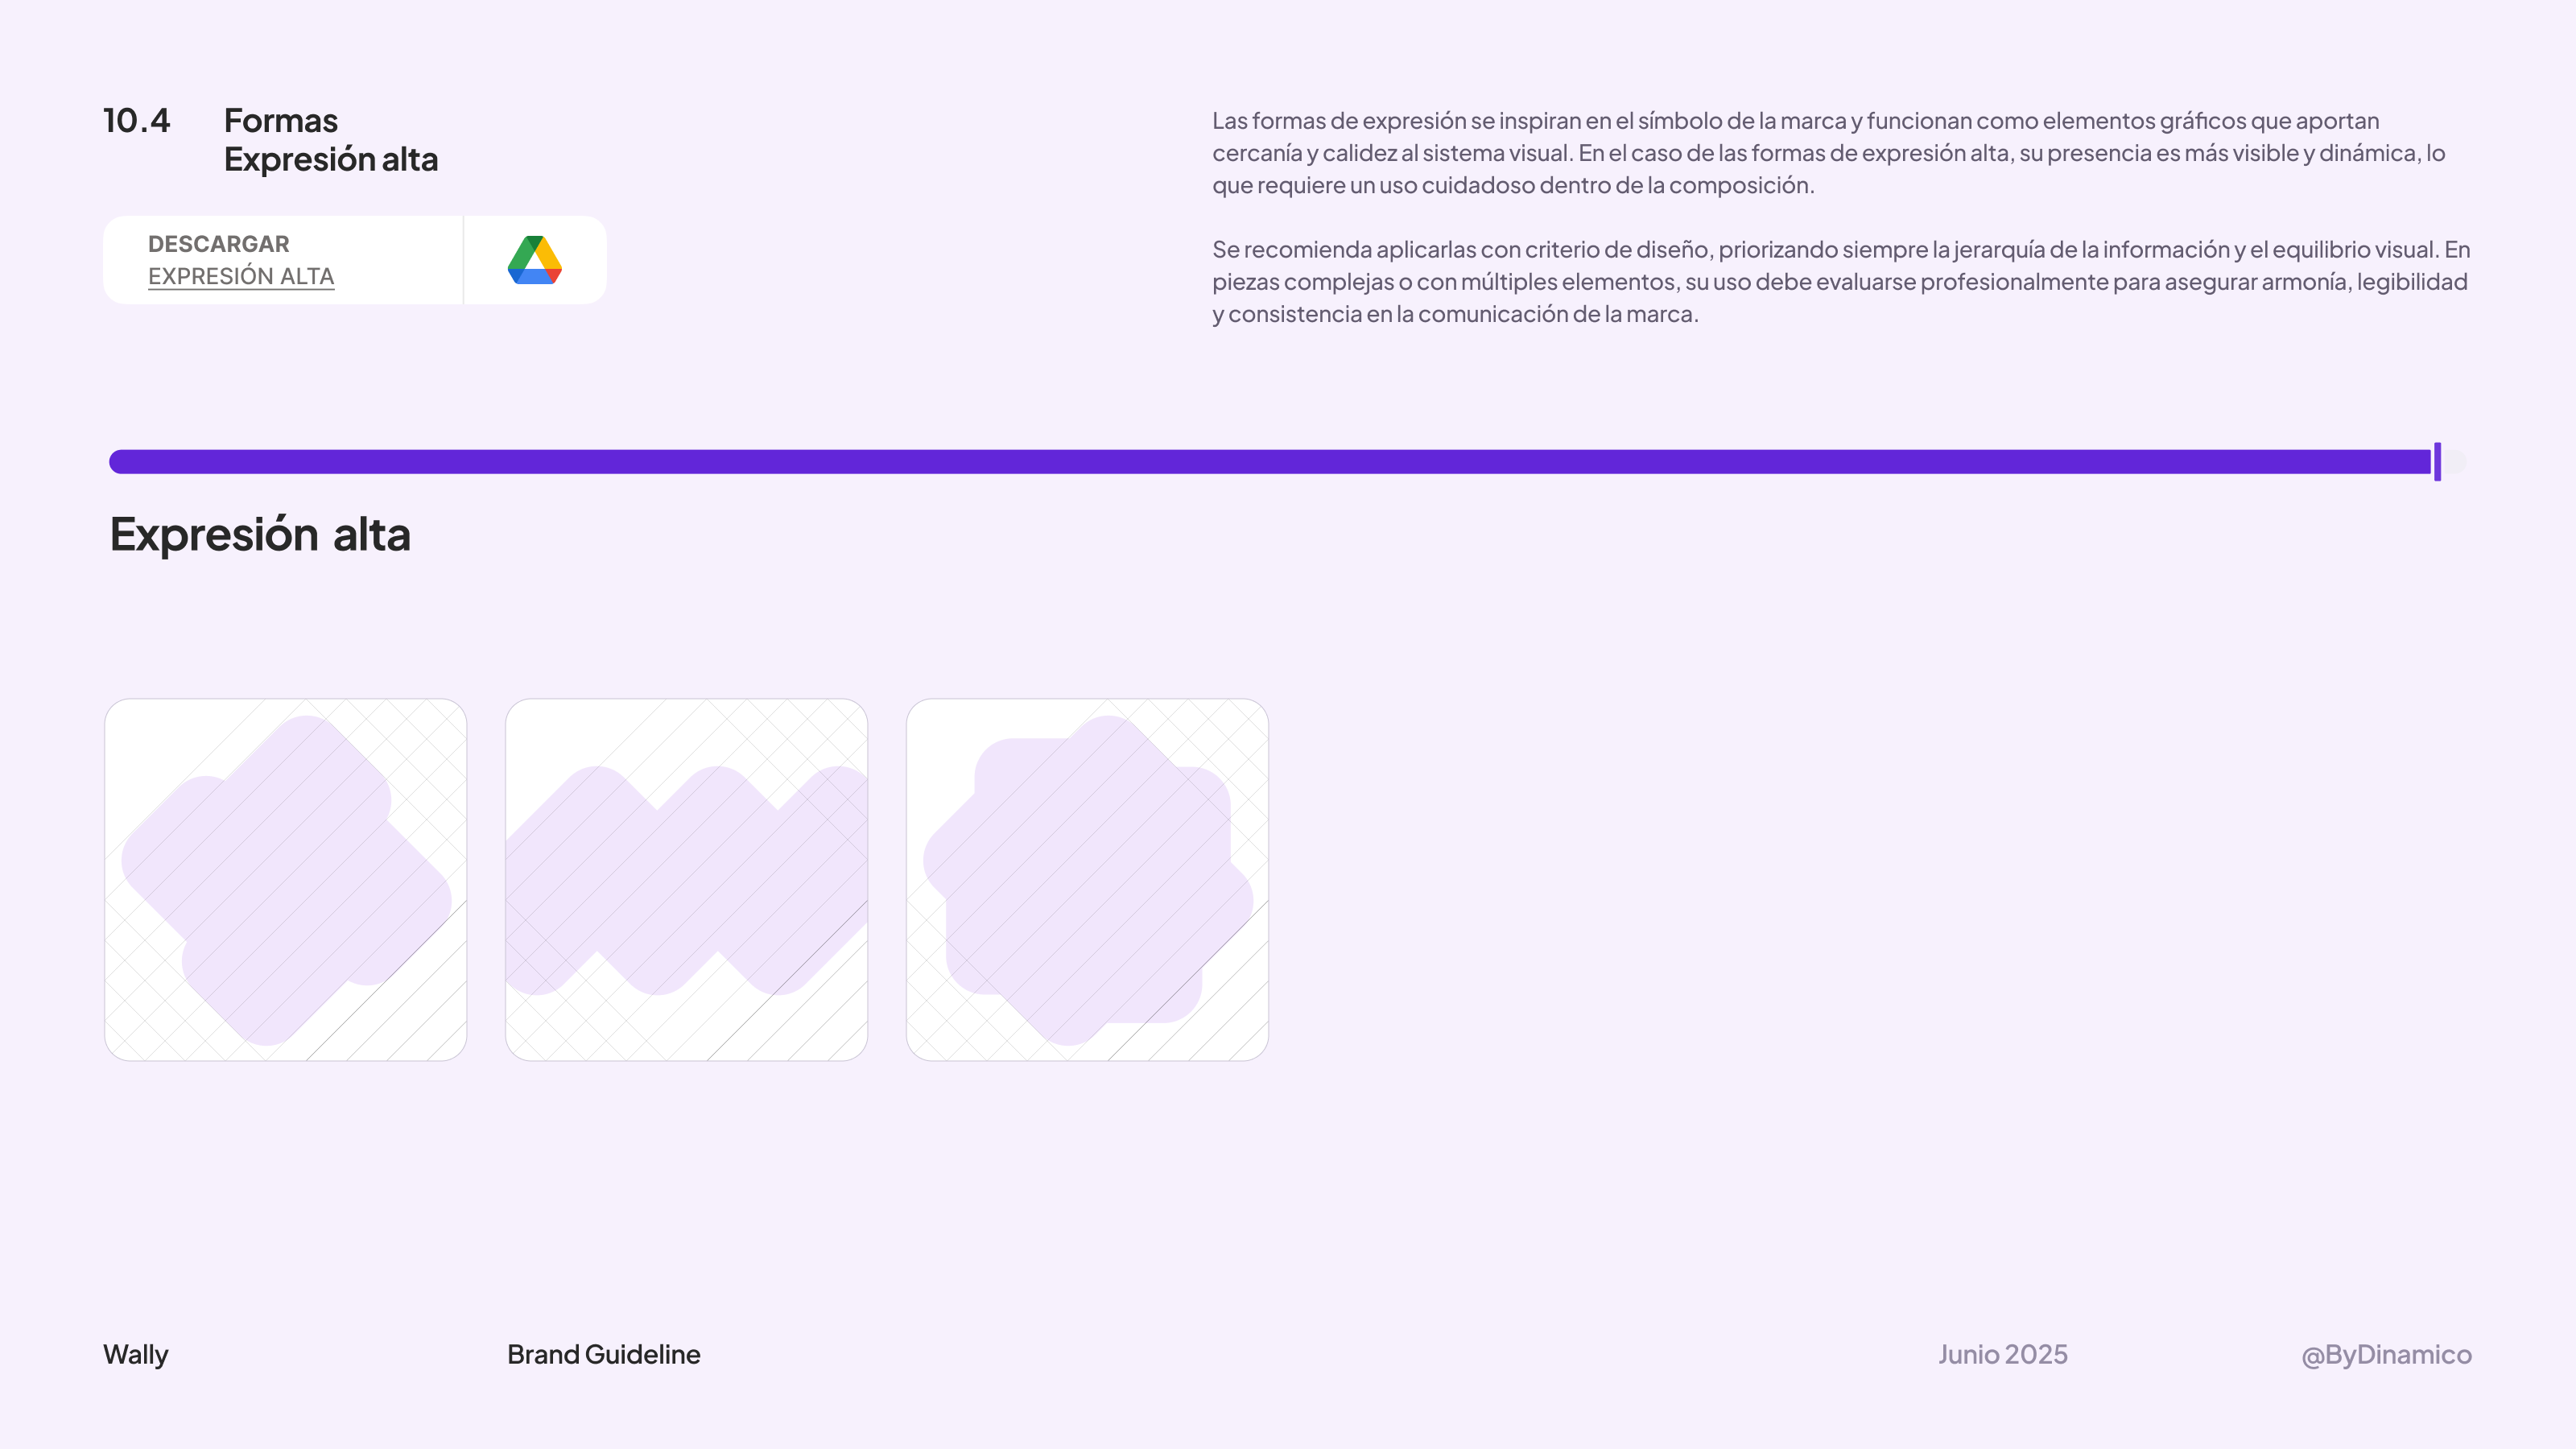 10.4
Formas
Expresión alta
DESCARGAR
EXPRESIÓN ALTA
Las formas de expresión se inspiran en el símbolo de la marca y funcionan como elementos gráficos que aportan
cercanía y calidez al sistema visual. En el caso de las formas de expresión alta, su presencia es más visible y dinámica, lo
que requiere un uso cuidadoso dentro de la composición.
Se recomienda aplicarlas con criterio de diseño, priorizando siempre la jerarquía de la información y el equilibrio visual. En
piezas complejas o con múltiples elementos, su uso debe evaluarse profesionalmente para asegurar armonía, legibilidad
y consistencia en la comunicación de la marca.
Expresión alta
Wally
Brand Guideline
Junio 2025
@ByDinamico